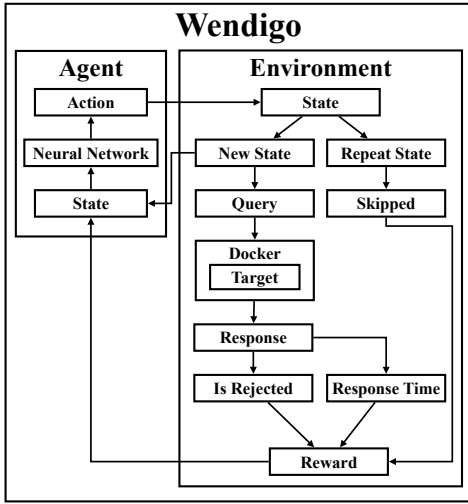 Wendigo
Agent
Action
Neural Network
State
Environment
State
New State
Repeat State
Query
Skipped
Docker
Target
Response
Is Rejected
Response Time
Reward